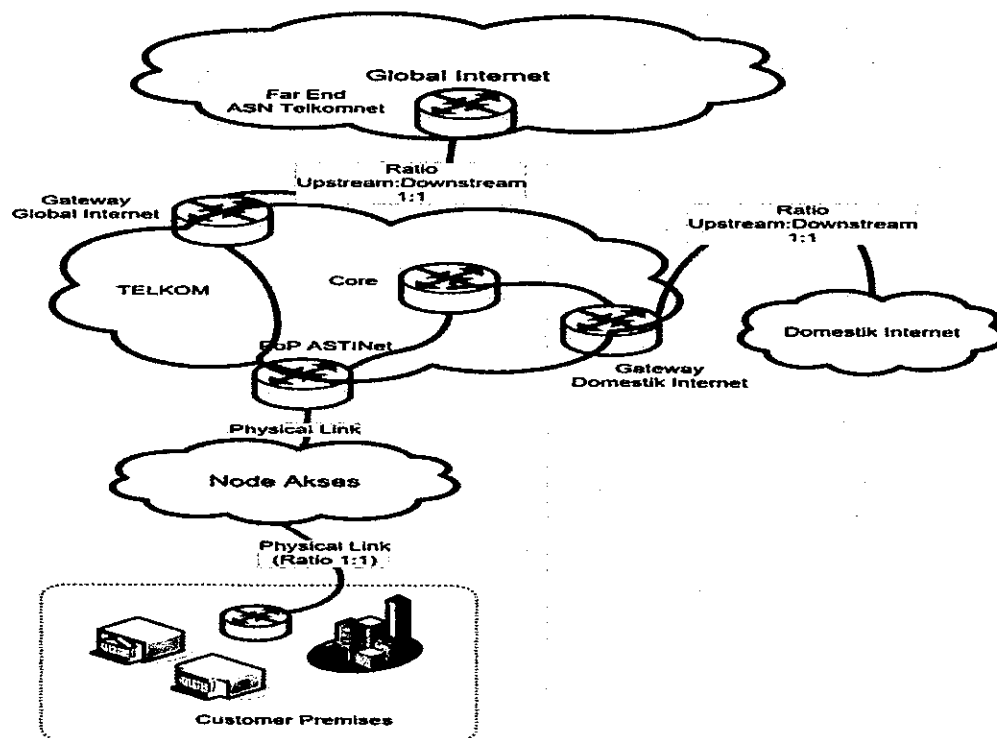 Global Internet
Far End
ASN Telkomnet
Ratio
Upstream:Downstream
1:1
Gateway
Global Internet
Ratio
Upstream:Downstream
1:1
TELKOM
Core
PoP ASTINet
Domestik Internet
Gateway
Domestik Internet
Physical Link
Node Akses
Physical Link
(Ratio 1:1)
Customer Premises